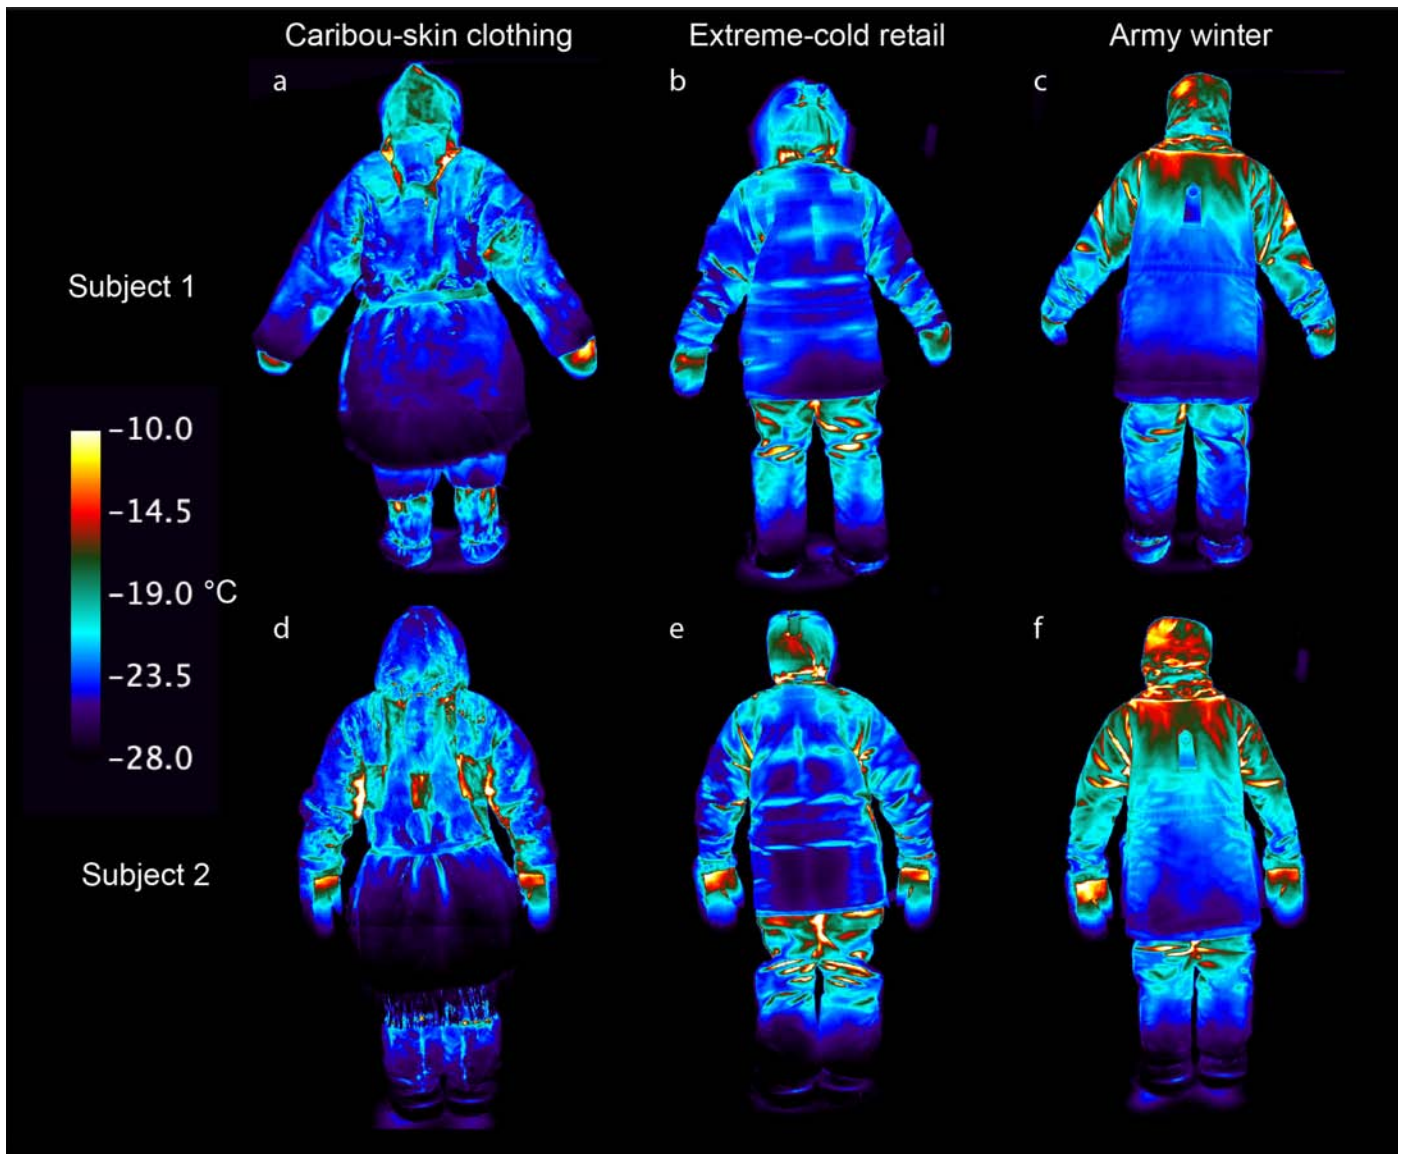 Caribou-skin clothing
Extreme-cold retail
Army winter
a
b
c
Subject 1
–10.0
–14.5
–19.0 °C
–23.5
–28.0
d
e
f
Subject 2